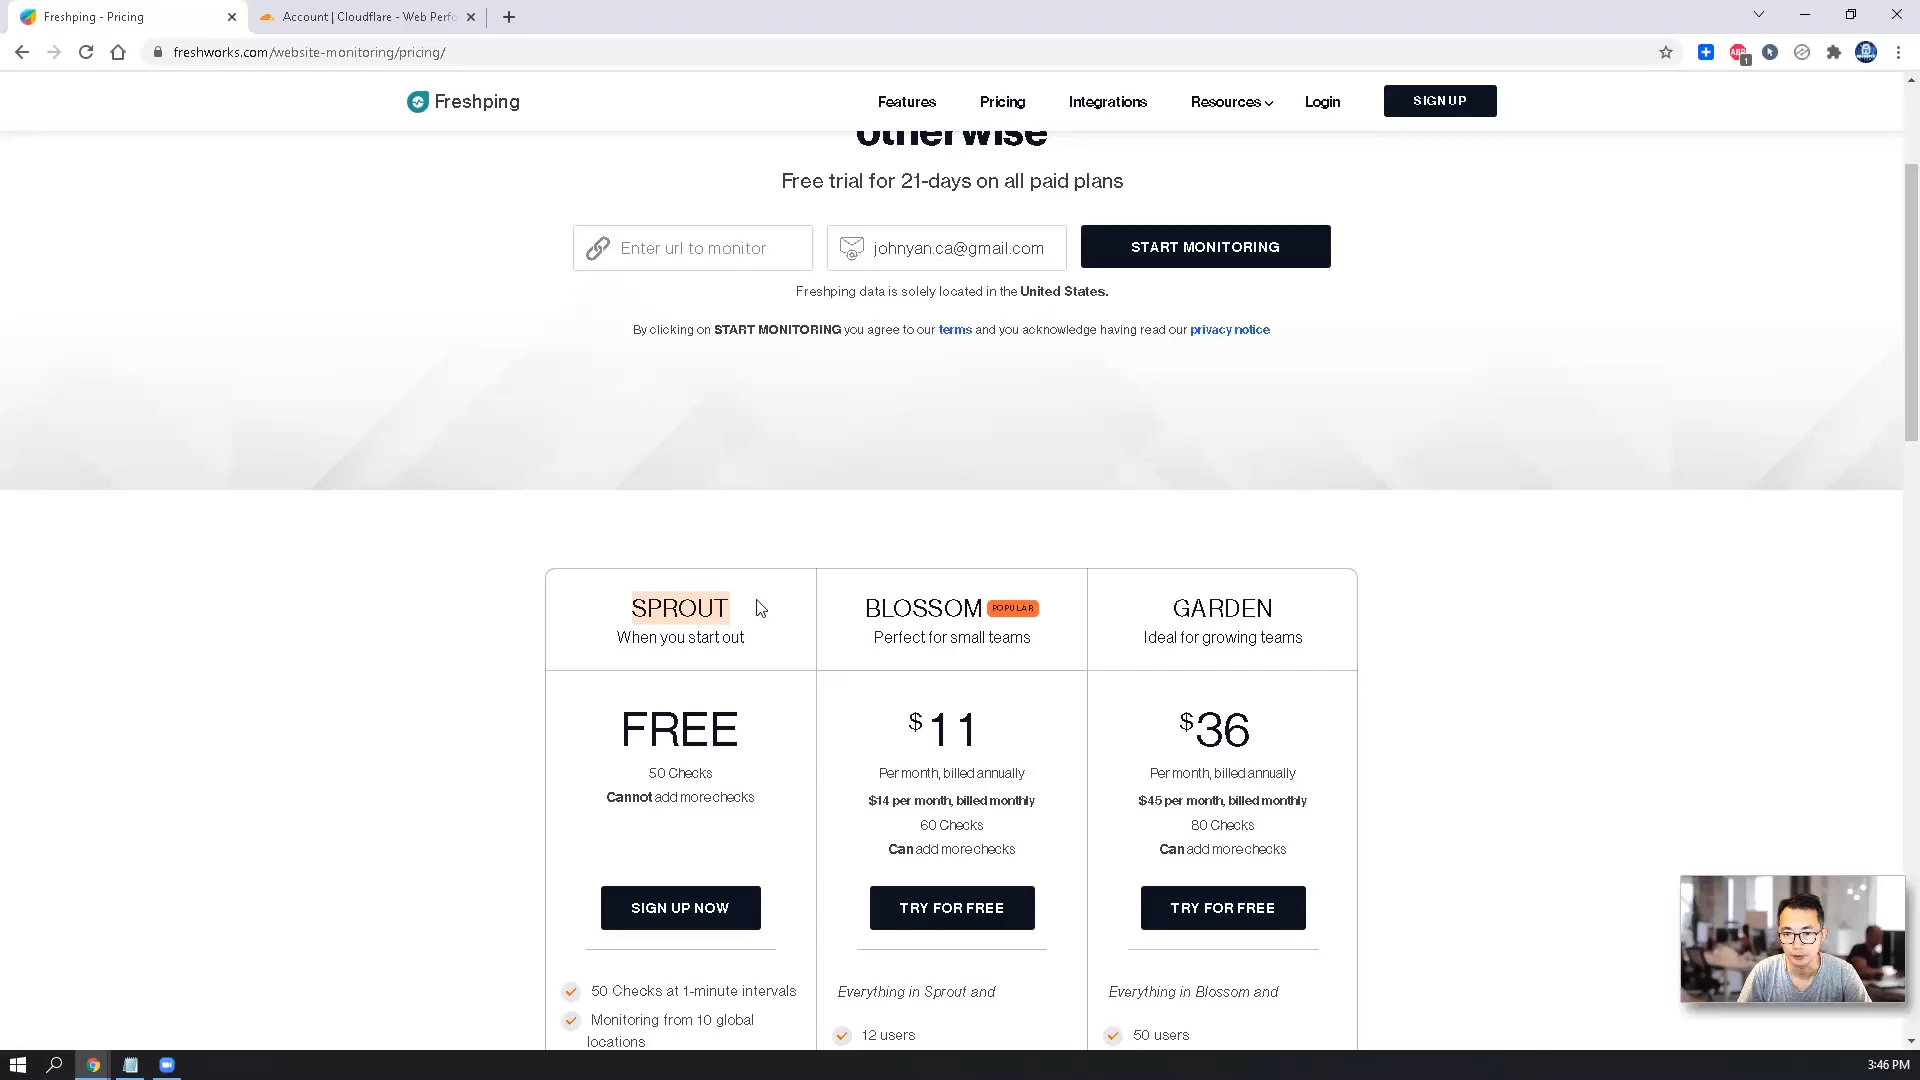 Freshping - Pricing
Account | Cloudflare - Web Perfo
freshworks.com/website-monitoring/pricing/
ABP
1
Freshping
Features
Pricing
Integrations
Resources
Login
SIGN UP
otherwise
Free trial for 21-days on all paid plans
Enter url to monitor
johnyan.ca@gmail.com
START MONITORING
Freshping data is solely located in the United States.
By clicking on START MONITORING you agree to our terms and you acknowledge having read our privacy notice
SPROUT
When you start out
FREE
50 Checks
Cannot add more checks
SIGN UP NOW
50 Checks at 1-minute intervals
Monitoring from 10 global
locations
BLOSSOM POPULAR
Perfect for small teams
$11
Per month, billed annually
$14 per month, billed monthly
60 Checks
Can add more checks
TRY FOR FREE
Everything in Sprout and
12 users
GARDEN
Ideal for growing teams
$36
Per month, billed annually
$45 per month, billed monthly
80 Checks
Can add more checks
TRY FOR FREE
Everything in Blossom and
50 users
3:46 PM